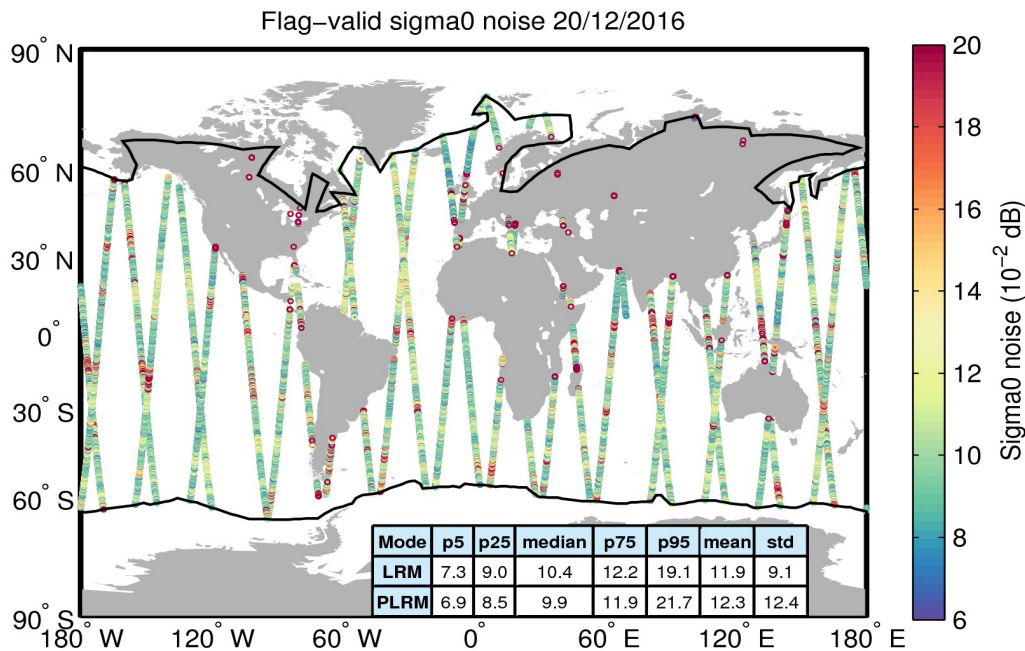 Flag-valid sigma0 noise 20/12/2016
90° N
60° N
30° N
0°
30° S
60° S
90° S
180° W
120° W
60° W
0°
60° E
120° E
180° E
Mode p5 p25 median p75 p95 mean std
LRM 7.3 9.0 10.4 12.2 19.1 11.9 9.1
PLRM 6.9 8.5 9.9 11.9 21.7 12.3 12.4
20
18
16
14
12
10
8
6
Sigma0 noise (10⁻² dB)